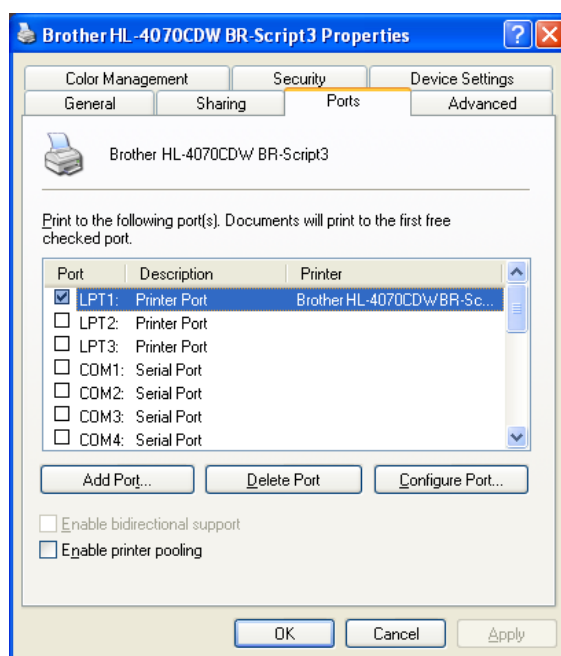 Brother HL-4070CDW BR-Script3 Properties
Color Management Security Device Settings
General Sharing Ports Advanced
Brother HL-4070CDW BR-Script3
Print to the following port(s). Documents will print to the first free
checked port.
Port Description Printer
LPT1: Printer Port Brother HL-4070CDW BR-Sc...
LPT2: Printer Port
LPT3: Printer Port
COM1: Serial Port
COM2: Serial Port
COM3: Serial Port
COM4: Serial Port
Add Port... Delete Port Configure Port...
Enable bidirectional support
Enable printer pooling
OK Cancel Apply